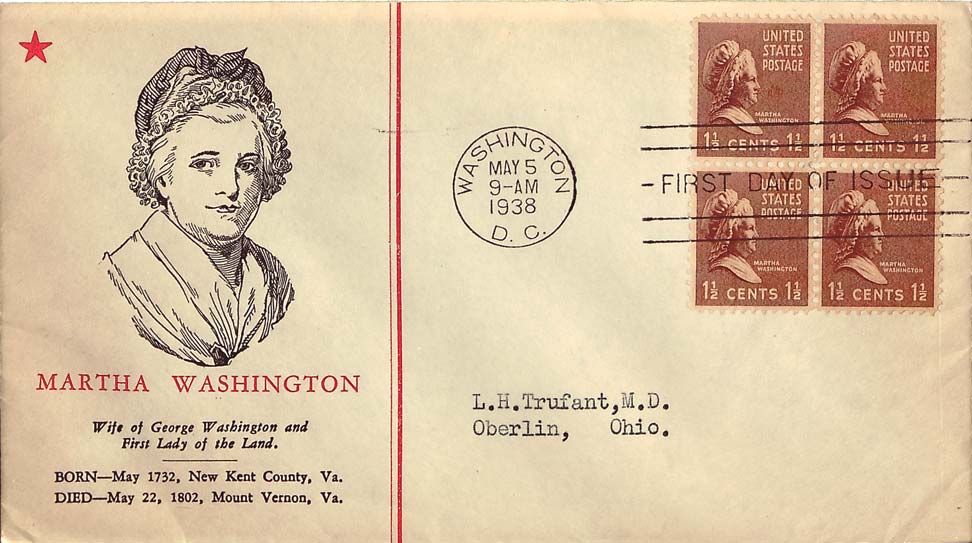 MARTHA WASHINGTON
Wife of George Washington and
First Lady of the Land.
BORN—May 1732, New Kent County, Va.
DIED—May 22, 1802, Mount Vernon, Va.
WASHINGTON
MAY 5
9-AM
1938
D. C.
UNITED
STATES
POSTAGE
MARTHA
WASHINGTON
1½ CENTS 1½
UNITED
STATES
POSTAGE
MARTHA
WASHINGTON
1½ CENTS 1½
-FIRST DAY OF ISSUE-
UNITED
STATES
POSTAGE
MARTHA
WASHINGTON
1½ CENTS 1½
UNITED
STATES
POSTAGE
MARTHA
WASHINGTON
1½ CENTS 1½
L.H.Trufant,M.D.
Oberlin, Ohio.